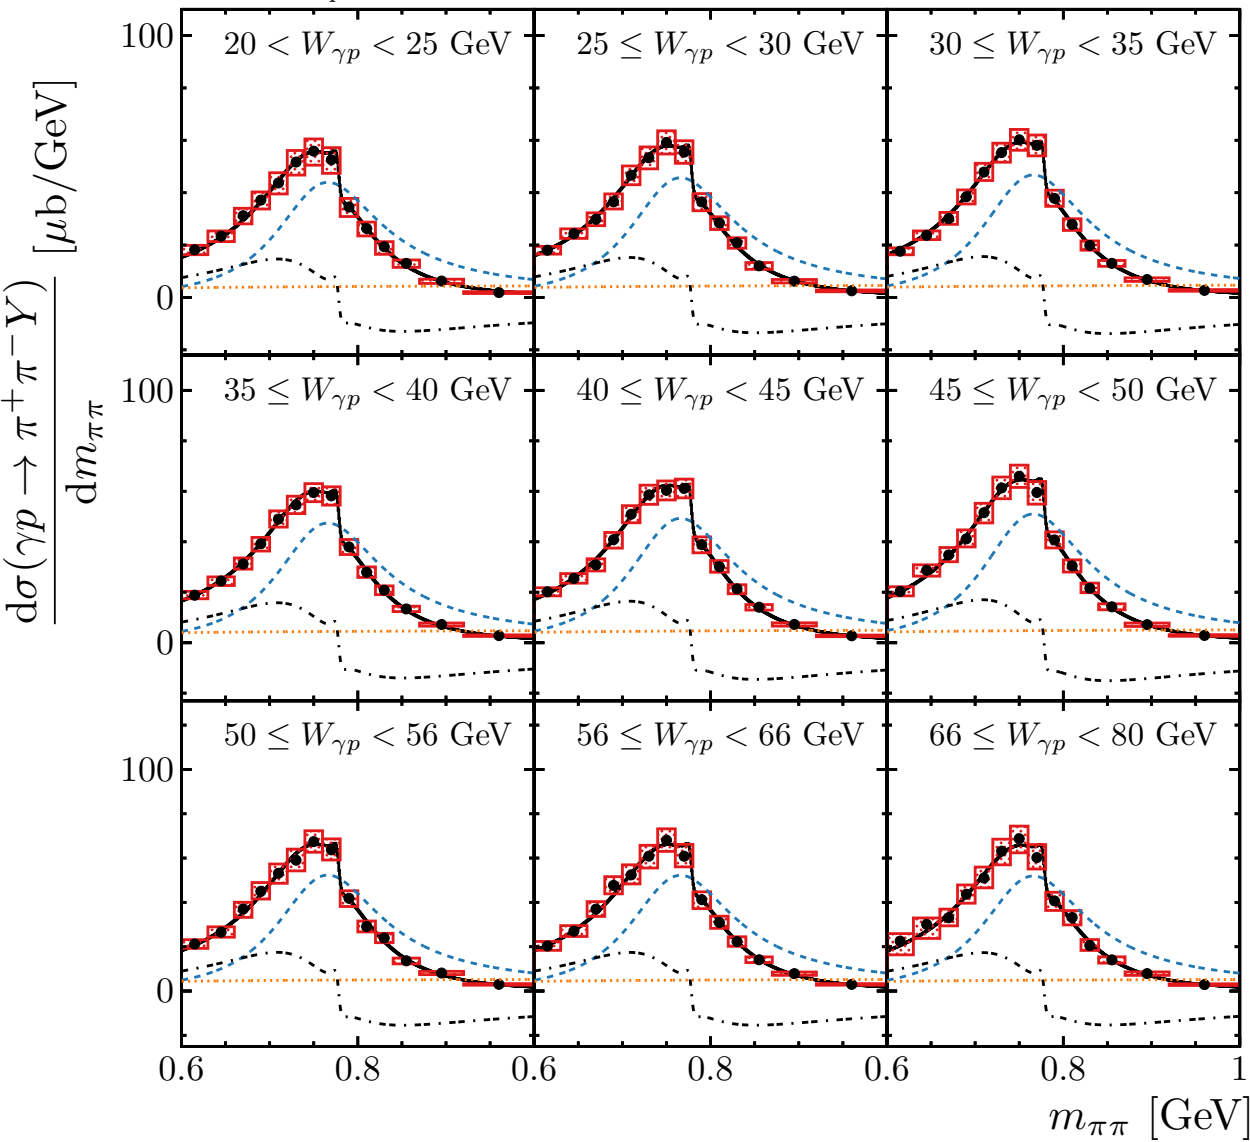 100
20 < W_γp < 25 GeV
25 ≤ W_γp < 30 GeV
30 ≤ W_γp < 35 GeV
0
dσ(γp → π⁺π⁻Y)
dm_ππ
[μb/GeV]
100
35 ≤ W_γp < 40 GeV
40 ≤ W_γp < 45 GeV
45 ≤ W_γp < 50 GeV
0
100
50 ≤ W_γp < 56 GeV
56 ≤ W_γp < 66 GeV
66 ≤ W_γp < 80 GeV
0
0.6 0.8 0.6 0.8 0.6 0.8 1
m_ππ [GeV]